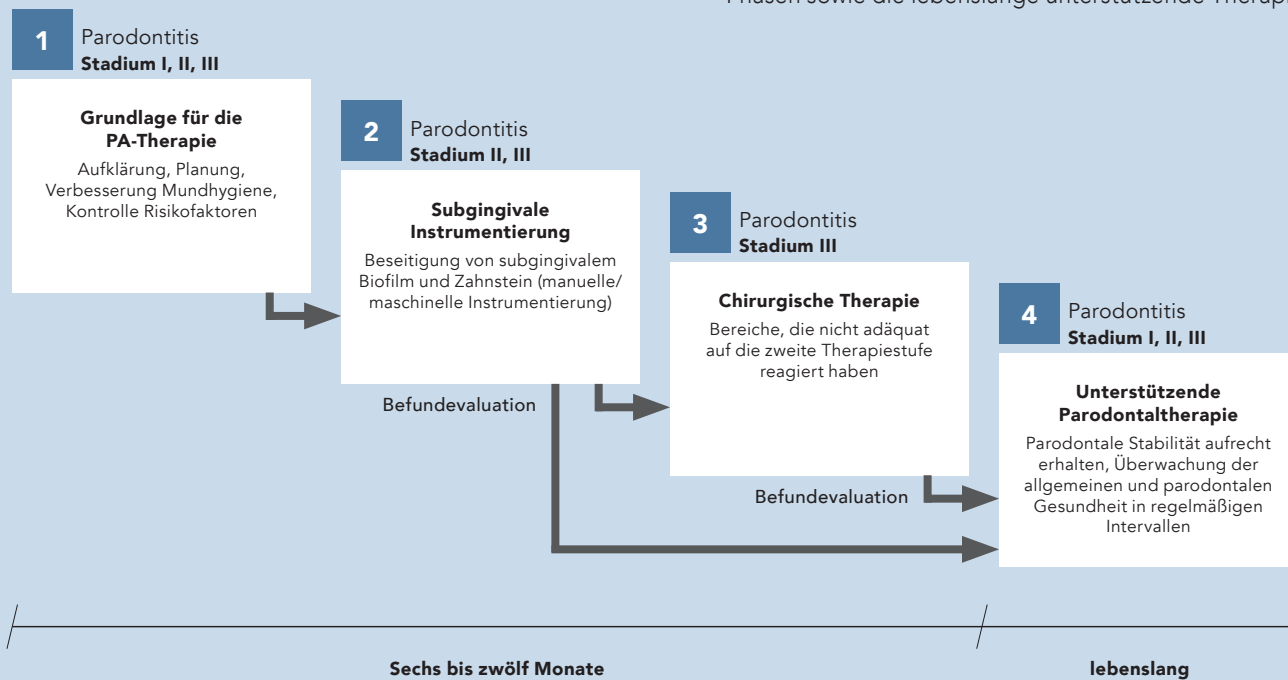 Phasen sowie die lebenslange unterstützende Therapi
1
Parodontitis
Stadium I, II, III
Grundlage für die
PA-Therapie
Aufklärung, Planung,
Verbesserung Mundhygiene,
Kontrolle Risikofaktoren
2
Parodontitis
Stadium II, III
Subgingivale
Instrumentierung
Beseitigung von subgingivalem
Biofilm und Zahnstein (manuelle/
maschinelle Instrumentierung)
Befundevaluation
3
Parodontitis
Stadium III
Chirurgische Therapie
Bereiche, die nicht adäquat
auf die zweite Therapiestufe
reagiert haben
Befundevaluation
4
Parodontitis
Stadium I, II, III
Unterstützende
Parodontaltherapie
Parodontale Stabilität aufrecht
erhalten, Überwachung der
allgemeinen und parodontalen
Gesundheit in regelmäßigen
Intervallen
Sechs bis zwölf Monate
lebenslang